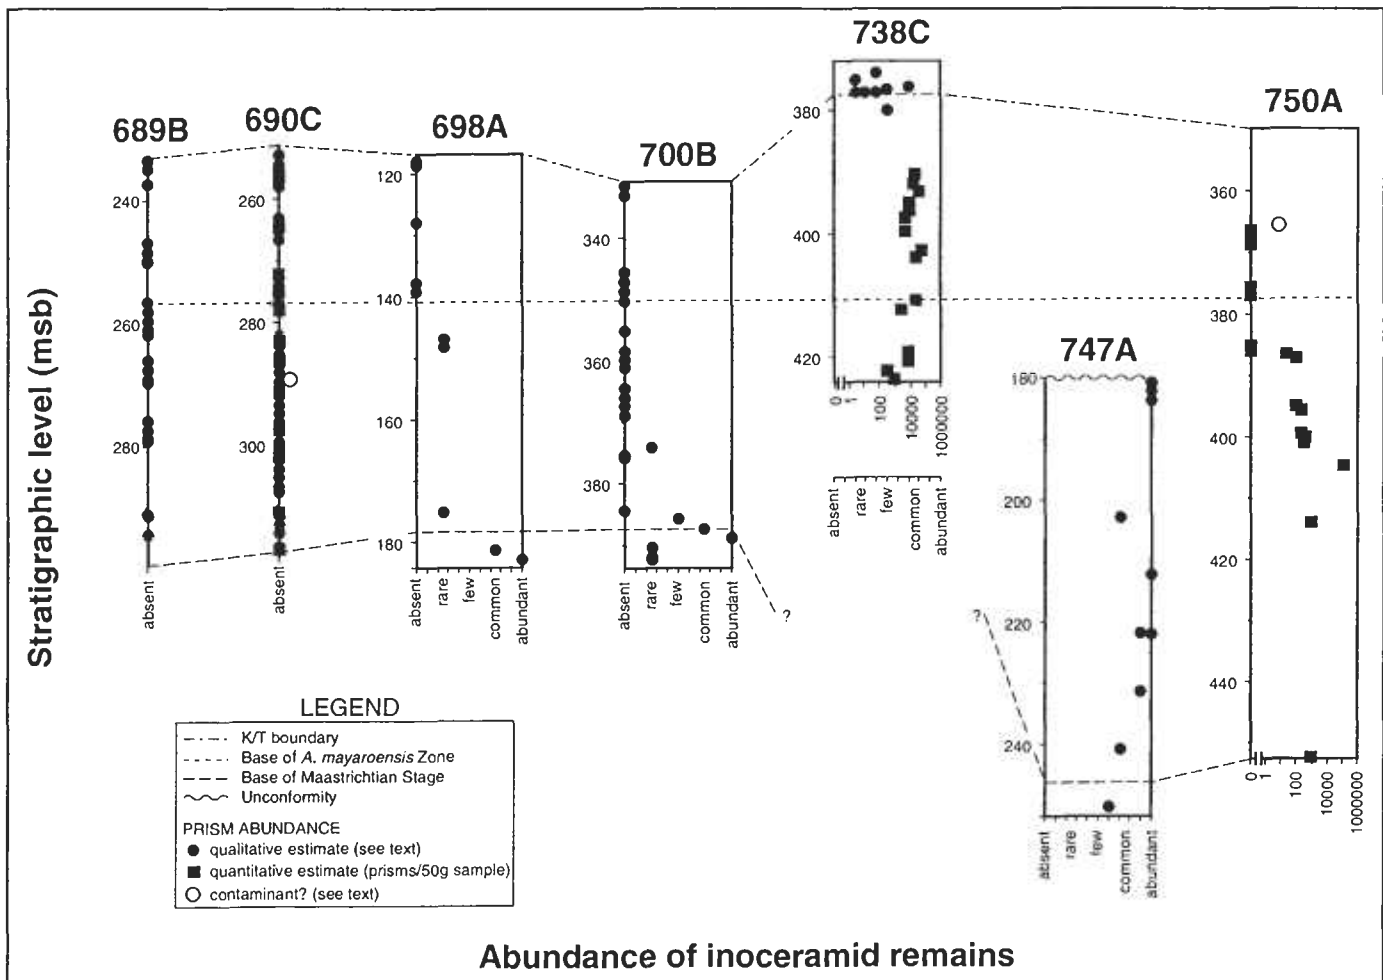 738C
750A
689B
690C
698A
700B
747A
Stratigraphic level (msb)
240
260
280
absent
260
280
300
absent
120
140
160
180
absent
rare
few
common
abundant
340
360
380
absent
rare
few
common
abundant
?
380
400
420
0
1
100
10000
1000000
absent
rare
few
common
abundant
180
200
220
240
?
absent
rare
few
common
abundant
360
380
400
420
440
0
1
100
10000
1000000
LEGEND
K/T boundary
Base of A. mayaroensis Zone
Base of Maastrichtian Stage
Unconformity
PRISM ABUNDANCE
qualitative estimate (see text)
quantitative estimate (prisms/50g sample)
contaminant? (see text)
Abundance of inoceramid remains